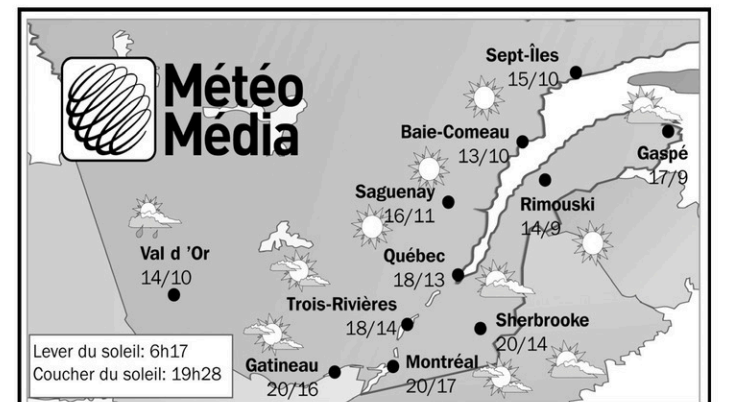 Météo
Média
Sept-Îles
15/10
Baie-Comeau
13/10
Gaspé
17/9
Saguenay
16/11
Rimouski
14/9
Val d ’Or
14/10
Québec
18/13
Trois-Rivières
18/14
Sherbrooke
20/14
Lever du soleil: 6h17
Coucher du soleil: 19h28
Gatineau
20/16
Montréal
20/17